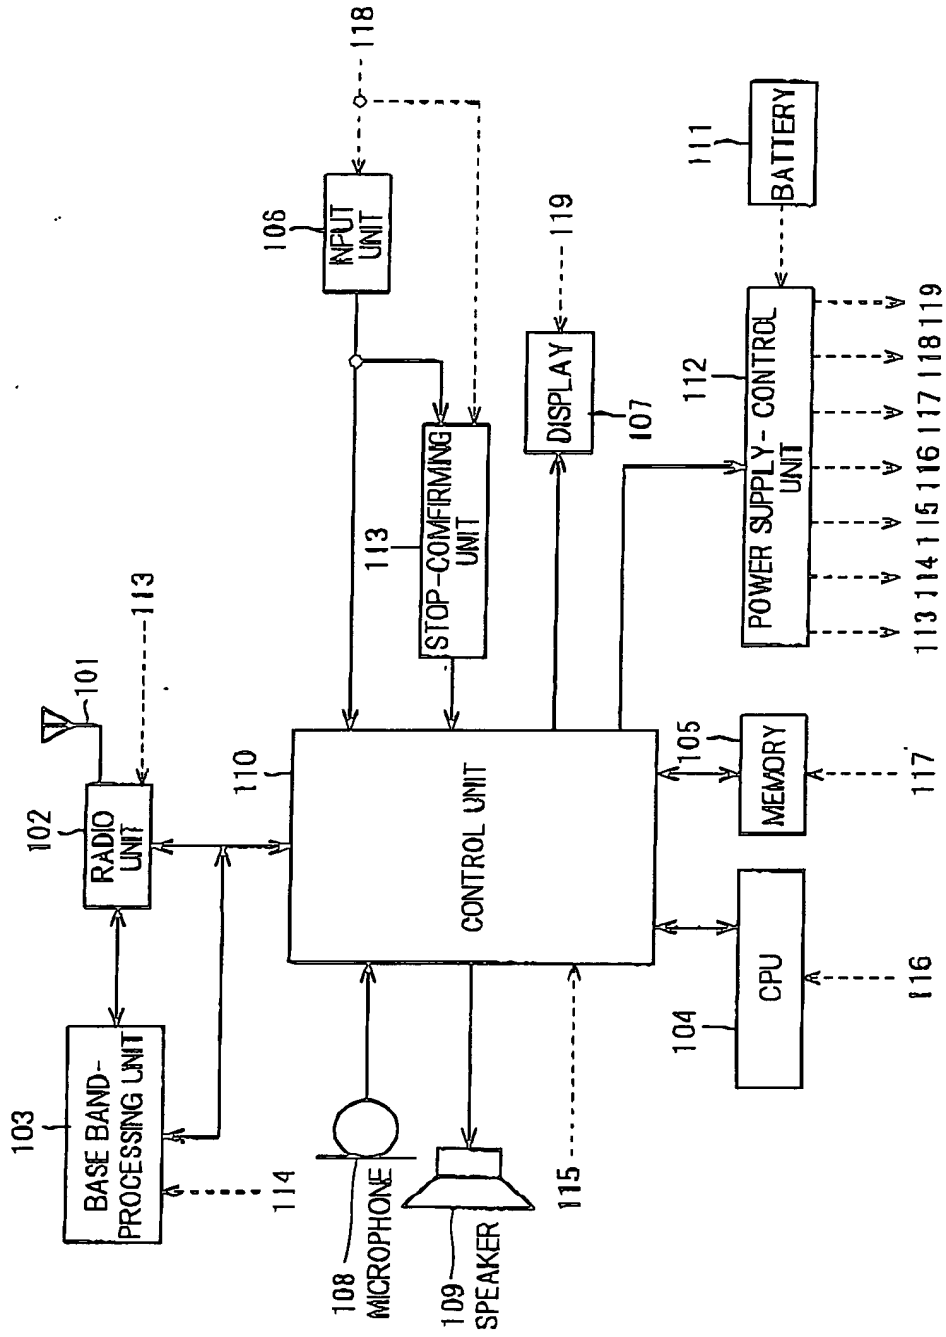 103
BASE BAND-
PROCESSING UNIT
114
102
RADIO
UNIT
101
113
110
CONTROL UNIT
106
INPUT
UNIT
118
108
MICROPHONE
109
SPEAKER
115
113
STOP-COMFIRMING
UNIT
DISPLAY
107
119
104
CPU
116
105
MEMORY
117
112
POWER SUPPLY-CONTROL
UNIT
111
BATTERY
113 114 115 116 117 118 119